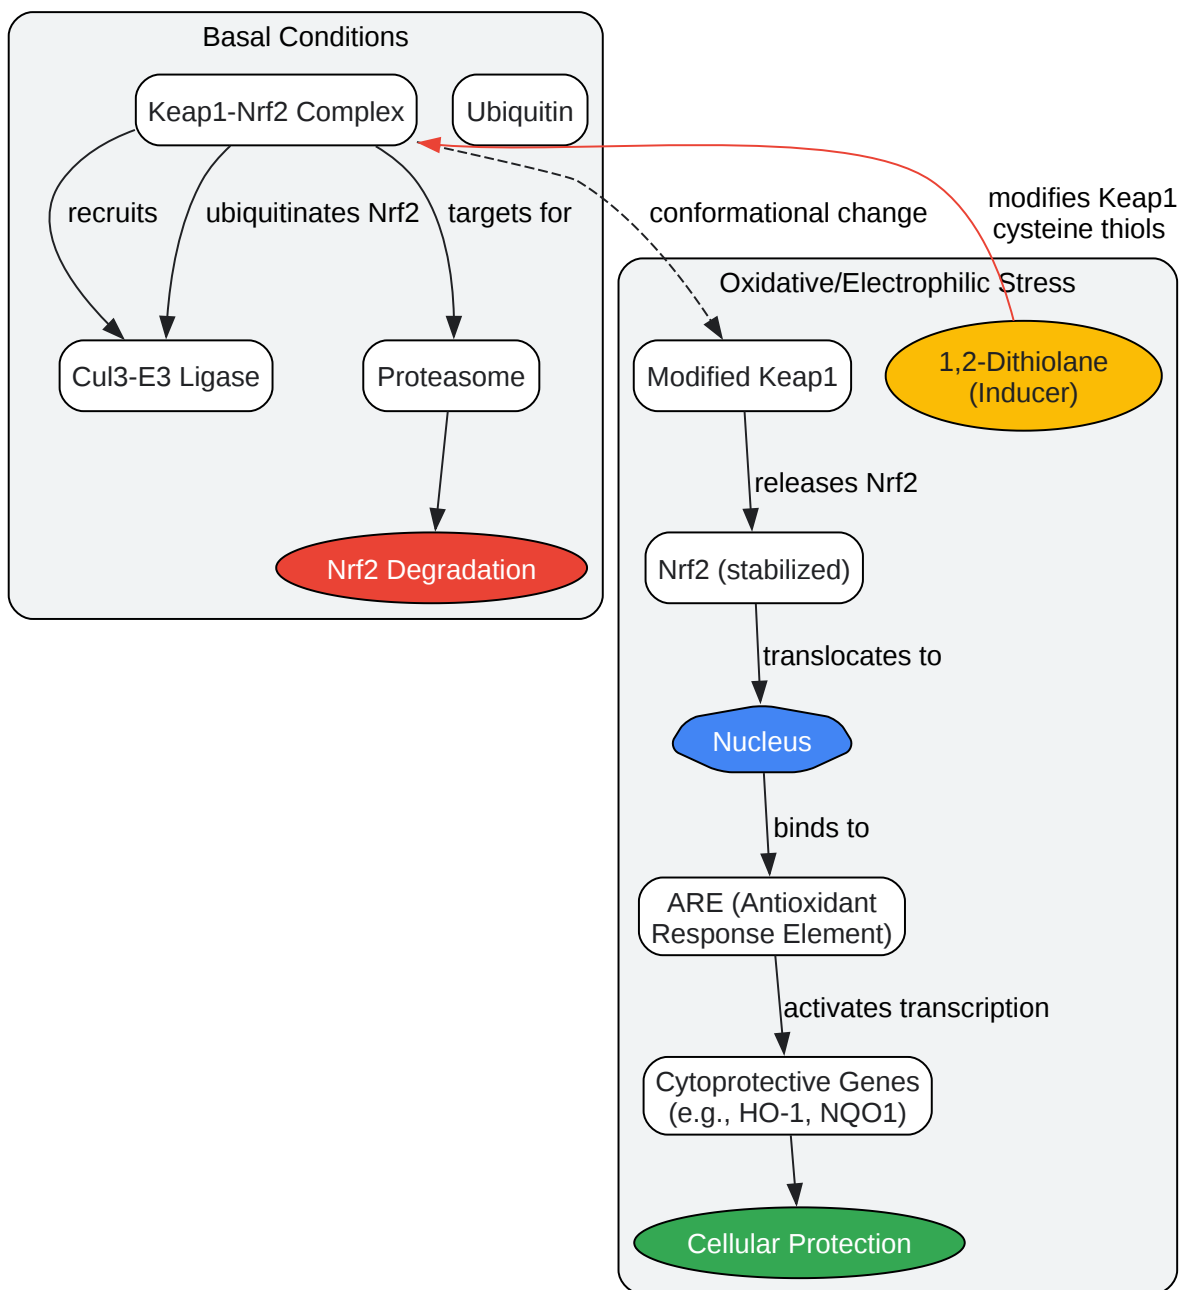 Basal Conditions
Keap1-Nrf2 Complex
Ubiquitin
recruits
ubiquitinates Nrf2
targets for
conformational change
modifies Keap1
cysteine thiols
Cul3-E3 Ligase
Proteasome
Nrf2 Degradation
Oxidative/Electrophilic Stress
Modified Keap1
1,2-Dithiolane
(Inducer)
releases Nrf2
Nrf2 (stabilized)
translocates to
Nucleus
binds to
ARE (Antioxidant
Response Element)
activates transcription
Cytoprotective Genes
(e.g., HO-1, NQO1)
Cellular Protection